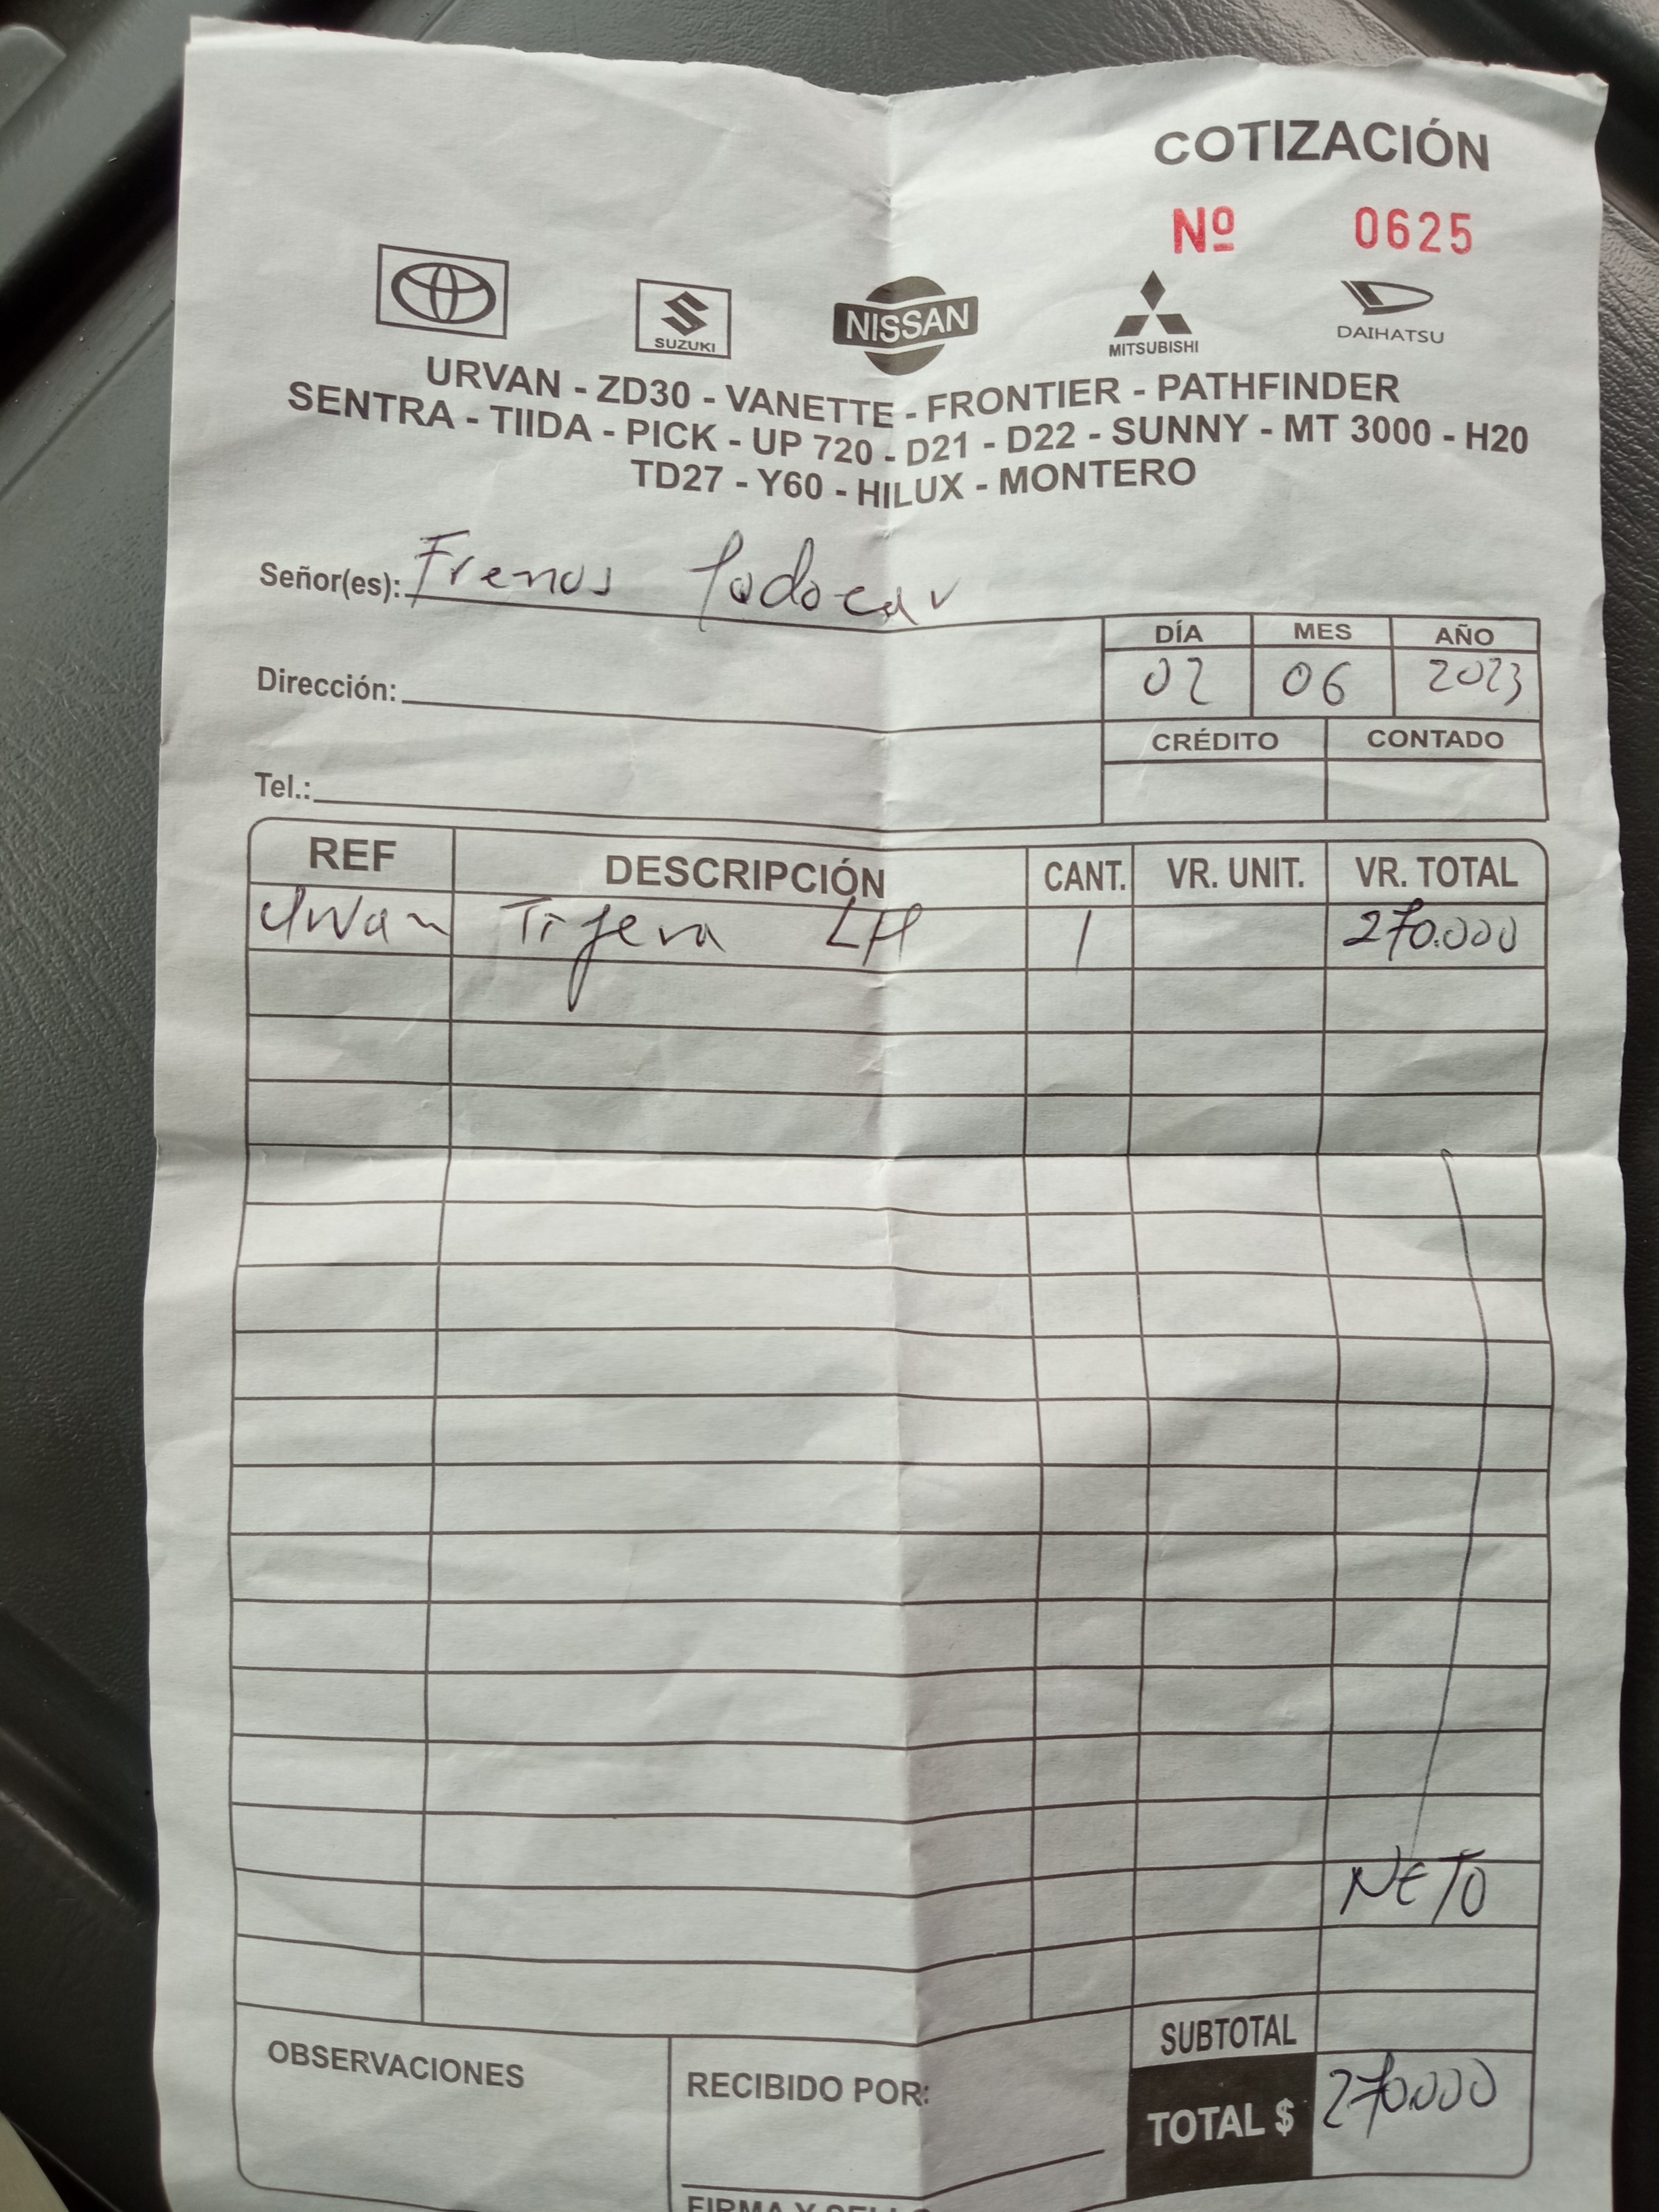 COTIZACIÓN
Nº 0625
SUZUKI NISSAN MITSUBISHI DAIHATSU
URVAN - ZD30 - VANETTE - FRONTIER - PATHFINDER
SENTRA - TIIDA - PICK - UP 720 - D21 - D22 - SUNNY - MT 3000 - H20
TD27 - Y60 - HILUX - MONTERO
Señor(es): Frenos Todocar
DÍA MES AÑO
02 06 2023
Dirección:
CRÉDITO CONTADO
Tel.:
REF DESCRIPCIÓN CANT. VR. UNIT. VR. TOTAL
Urvan Tijera LH 1 270.000
NETO
SUBTOTAL
OBSERVACIONES
RECIBIDO POR:
TOTAL $ 270.000